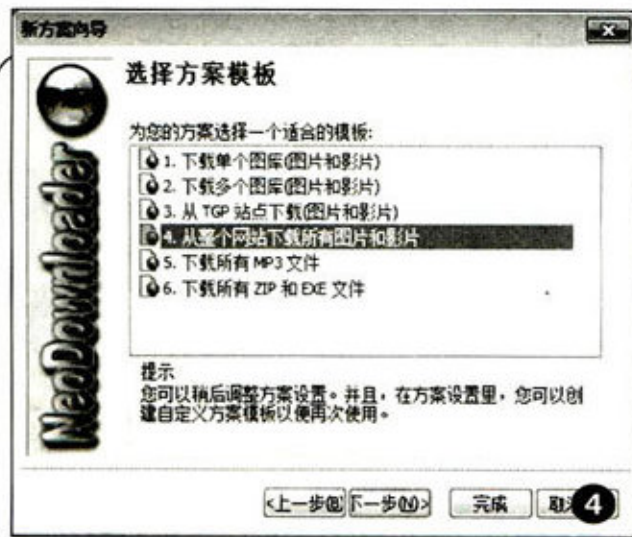 新方案向导
NeoDownloader
选择方案模板
为您的方案选择一个适合的模板:
1. 下载单个图库(图片和影片)
2. 下载多个图库(图片和影片)
3. 从 TGP 站点下载(图片和影片)
4. 从整个网站下载所有图片和影片
5. 下载所有 MP3 文件
6. 下载所有 ZIP 和 EXE 文件
提示
您可以稍后调整方案设置。并且，在方案设置里，您可以创
建自定义方案模板以便再次使用。
<上一步(B) 下一步(N)> 完成 取 4